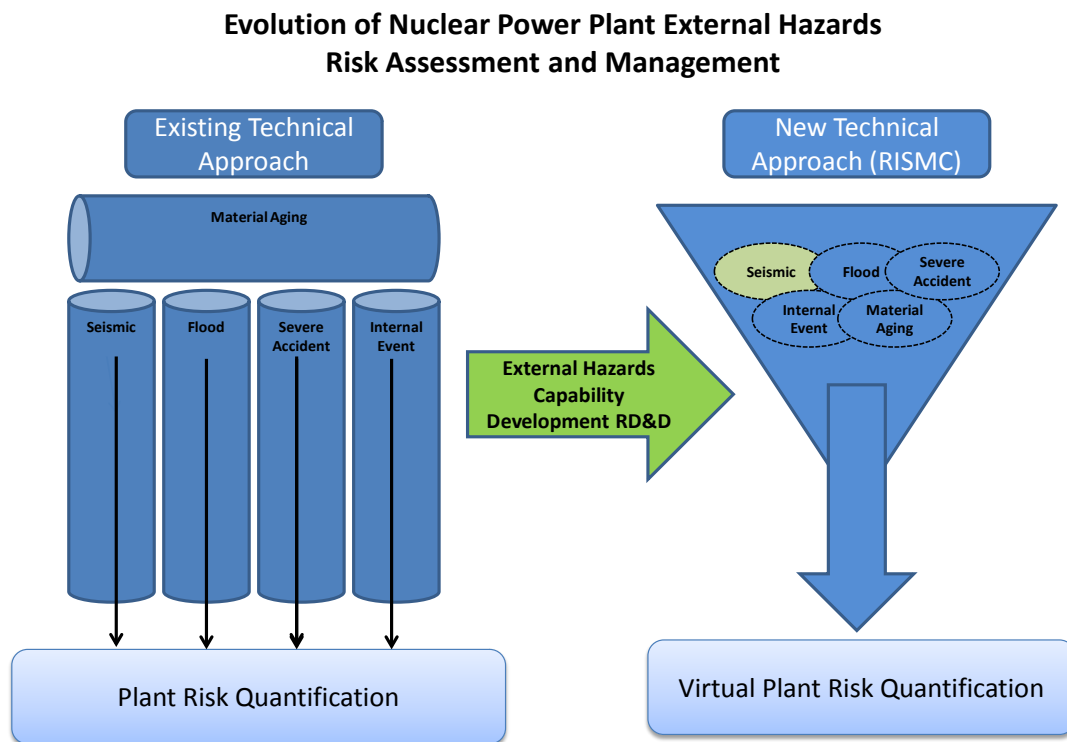 Evolution of Nuclear Power Plant External Hazards
Risk Assessment and Management
Existing Technical
Approach
Material Aging
Seismic
Flood
Severe
Accident
Internal
Event
Plant Risk Quantification
External Hazards
Capability
Development RD&D
New Technical
Approach (RISMC)
Seismic
Flood
Severe
Accident
Internal
Event
Material
Aging
Virtual Plant Risk Quantification